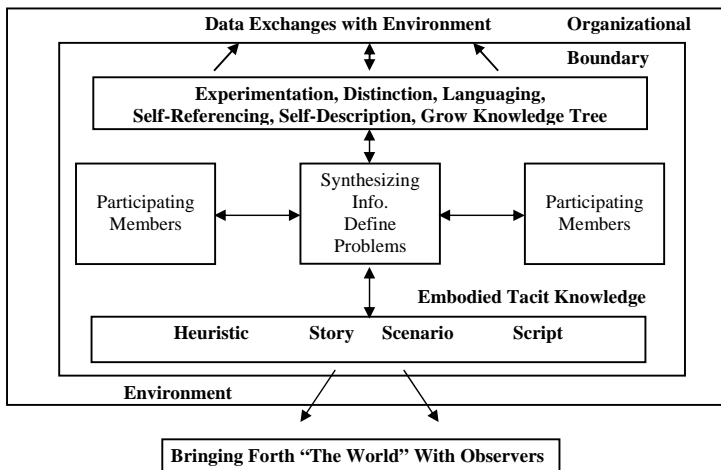 Data Exchanges with Environment
Organizational
Boundary
Experimentation, Distinction, Languaging,
Self-Referencing, Self-Description, Grow Knowledge Tree
Participating
Members
Synthesizing
Info.
Define
Problems
Participating
Members
Embodied Tacit Knowledge
Heuristic Story Scenario Script
Environment
Bringing Forth “The World” With Observers